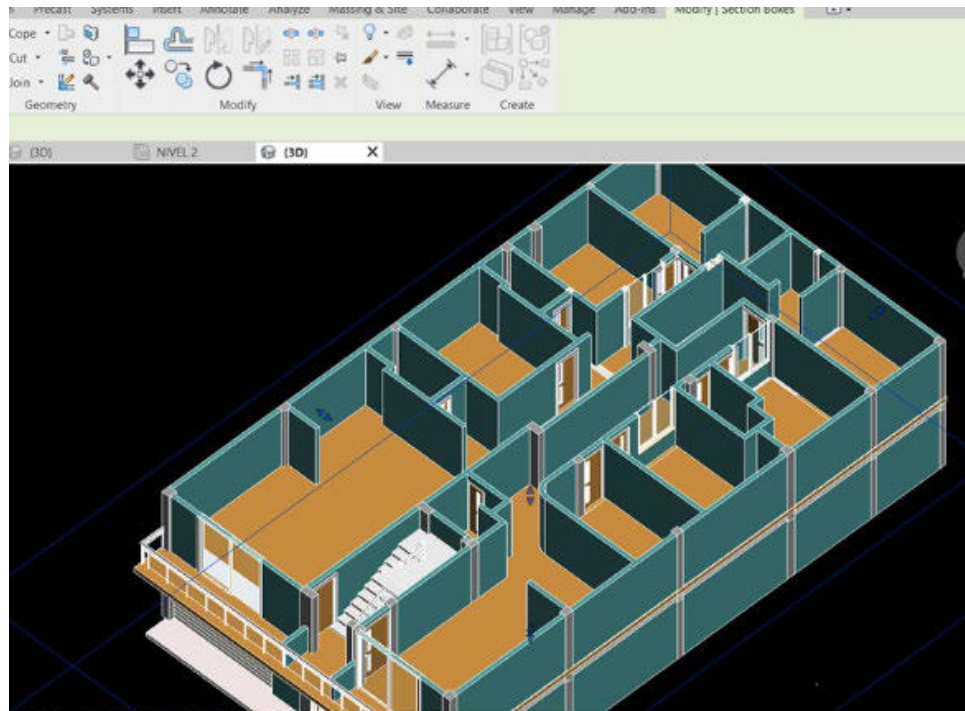 Precast Systems Insert Annotate Analyze Massing & Site Collaborate View Manage Add-Ins Modify | Section Boxes
Cope
Cut
Join
Geometry Modify View Measure Create
(3D) NIVEL 2 (3D) X